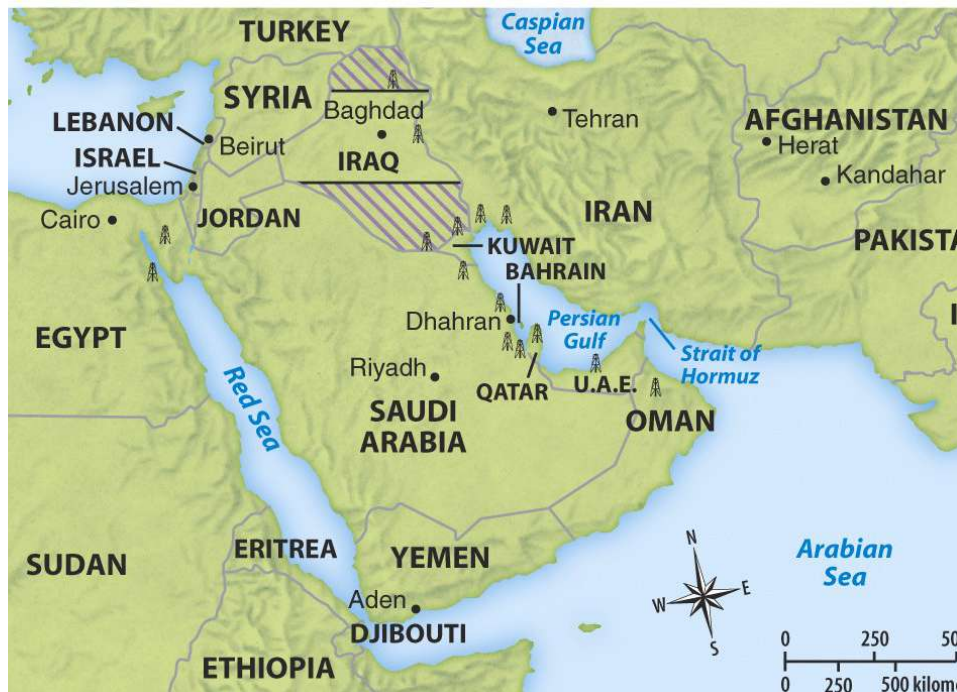 TURKEY
Caspian
Sea
SYRIA
Baghdad
LEBANON
Beirut
Tehran
AFGHANISTAN
Herat
ISRAEL
IRAQ
Jerusalem
Kandahar
Cairo
JORDAN
IRAN
KUWAIT
PAKISTA
BAHRAIN
EGYPT
Dhahran
Persian
Gulf
Strait of
Hormuz
Riyadh
QATAR
U.A.E.
Red Sea
SAUDI
ARABIA
OMAN
SUDAN
ERITREA
YEMEN
N
W
E
S
Arabian
Sea
Aden
DJIBOUTI
ETHIOPIA
0 250 50
0 250 500 kilome